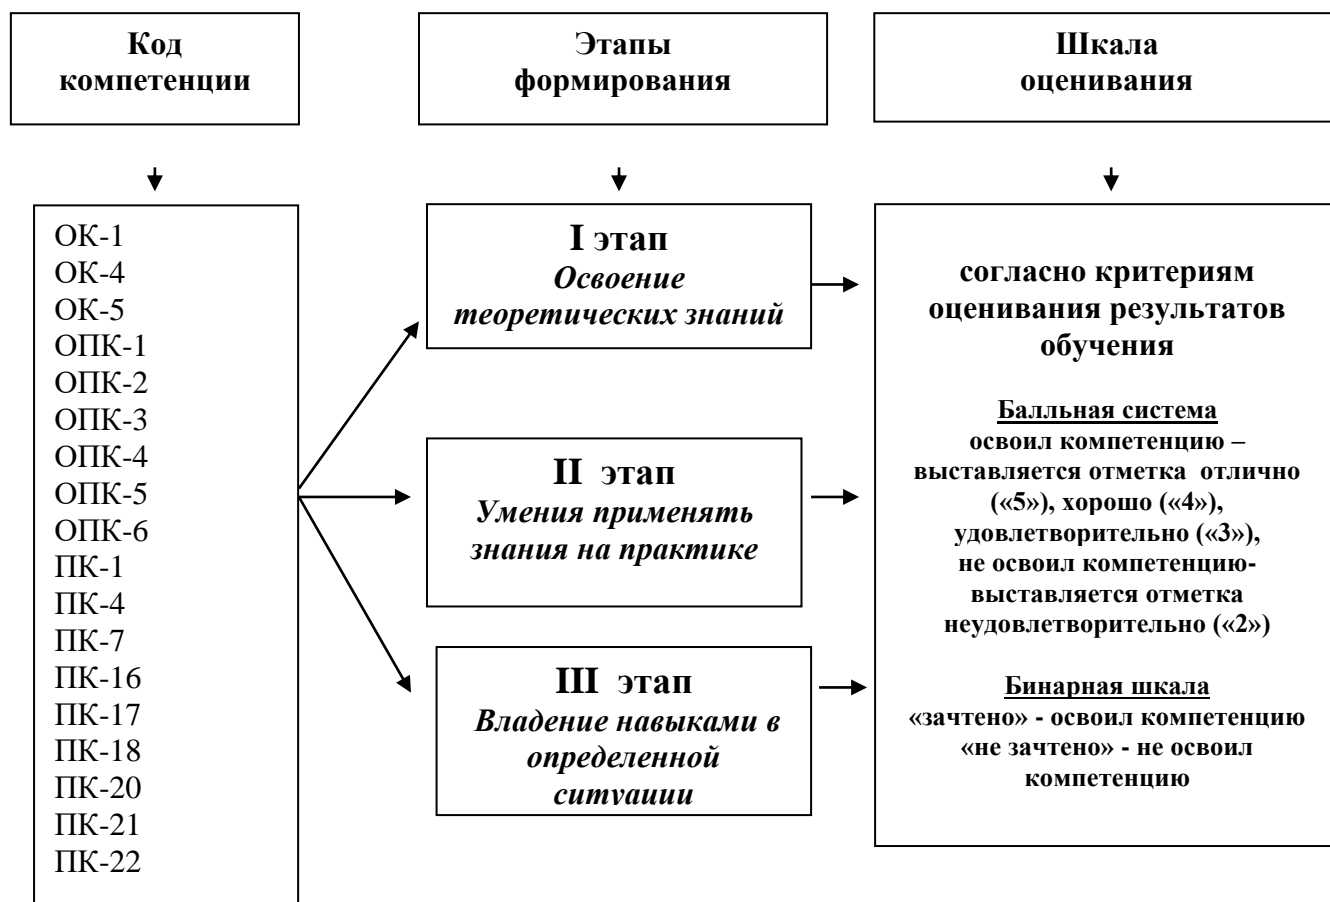 Код
компетенции
Этапы
формирования
Шкала
оценивания
ОК-1
ОК-4
ОК-5
ОПК-1
ОПК-2
ОПК-3
ОПК-4
ОПК-5
ОПК-6
ПК-1
ПК-4
ПК-7
ПК-16
ПК-17
ПК-18
ПК-20
ПК-21
ПК-22
I этап
Освоение
теоретических знаний
II этап
Умения применять
знания на практике
III этап
Владение навыками в
определенной
ситуации
согласно критериям
оценивания результатов
обучения
Балльная система
освоил компетенцию –
выставляется отметка отлично
(«5»), хорошо («4»),
удовлетворительно («3»),
не освоил компетенцию-
выставляется отметка
неудовлетворительно («2»)
Бинарная шкала
«зачтено» - освоил компетенцию
«не зачтено» - не освоил
компетенцию